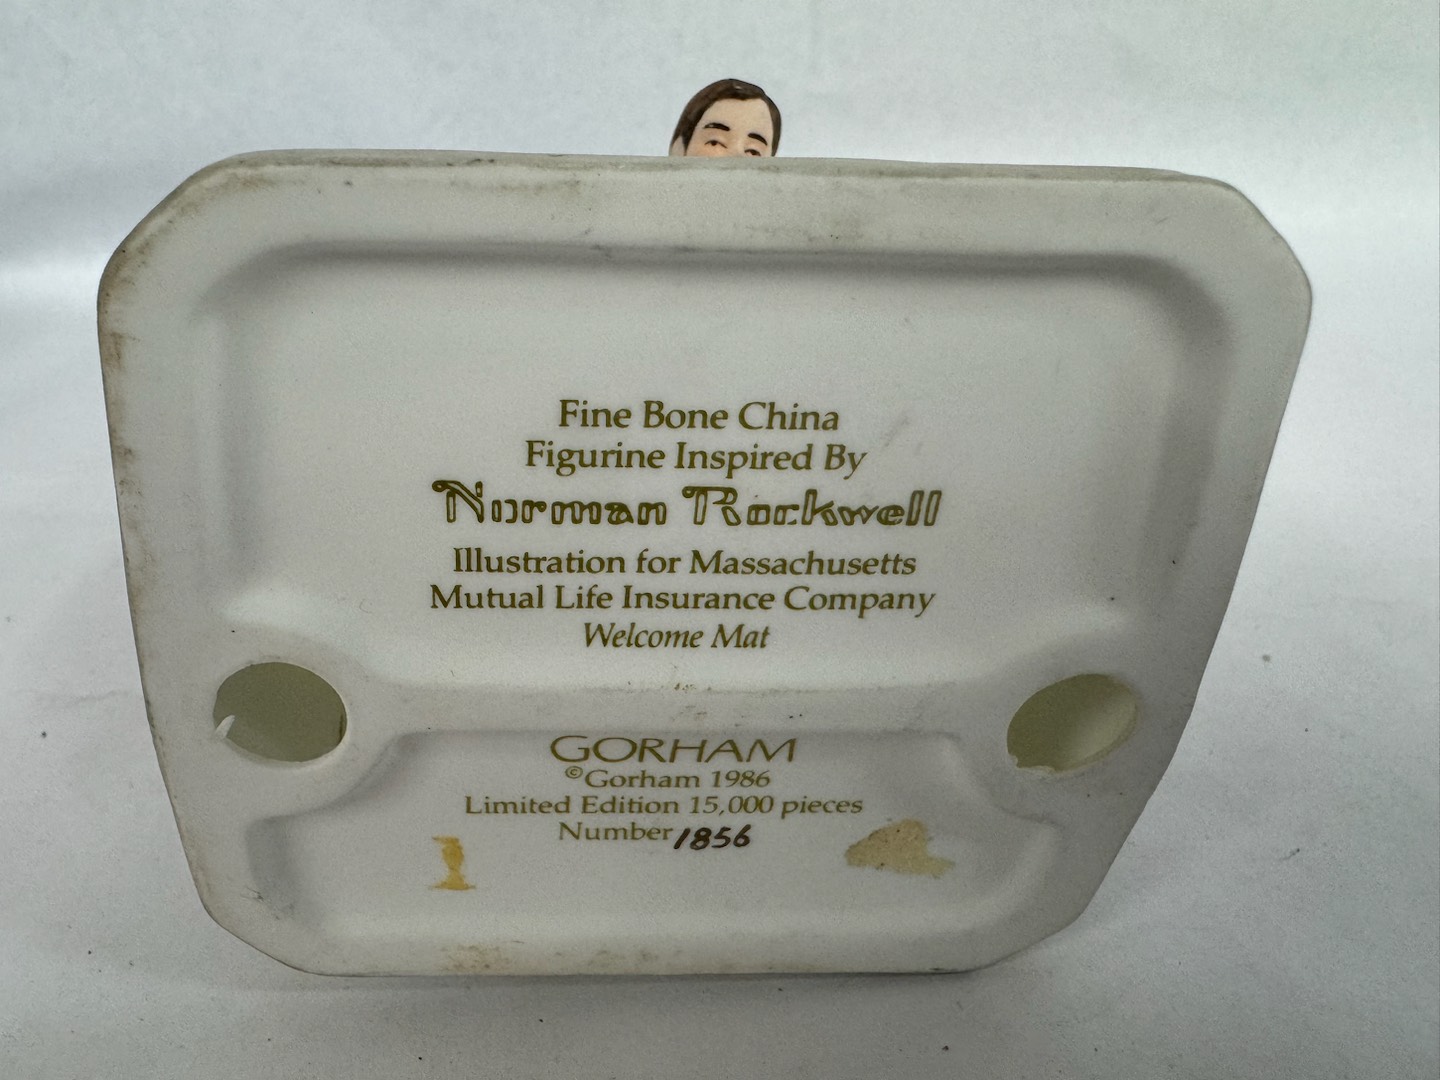 Fine Bone China
Figurine Inspired By
Norman Rockwell
Illustration for Massachusetts
Mutual Life Insurance Company
Welcome Mat
GORHAM
©Gorham 1986
Limited Edition 15,000 pieces
Number 1856